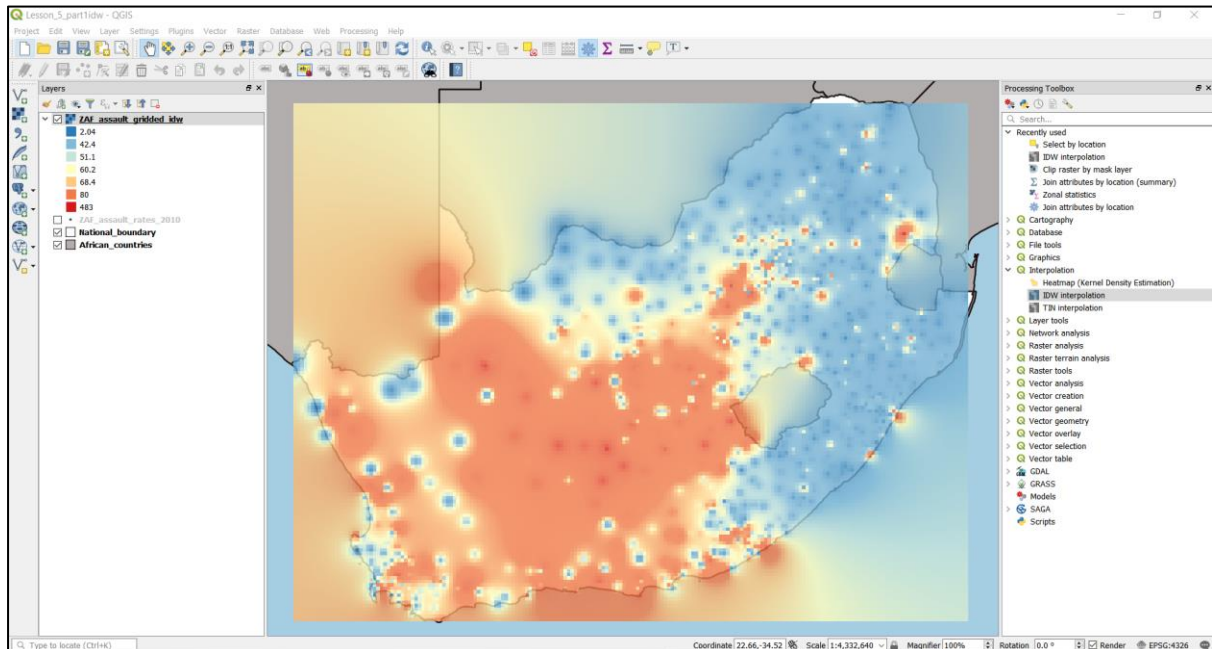 Lesson_5_part1idw - QGIS
Project Edit View Layer Settings Plugins Vector Raster Database Web Processing Help
Layers
ZAF_assault_gridded_idw
2.04
42.4
51.1
60.2
68.4
80
483
ZAF_assault_rates_2010
National_boundary
African_countries
Processing Toolbox
Search...
Recently used
Select by location
IDW interpolation
Clip raster by mask layer
Join attributes by location (summary)
Zonal statistics
Join attributes by location
Cartography
Database
File tools
Graphics
Interpolation
Heatmap (Kernel Density Estimation)
IDW interpolation
TIN interpolation
Layer tools
Network analysis
Raster analysis
Raster terrain analysis
Raster tools
Vector analysis
Vector creation
Vector general
Vector geometry
Vector overlay
Vector selection
Vector table
GDAL
GRASS
Models
SAGA
Scripts
Type to locate (Ctrl+K)
Coordinate 22.66,-34.52 Scale 1:4,332,640 Magnifier 100% Rotation 0.0 ° Render EPSG:4326